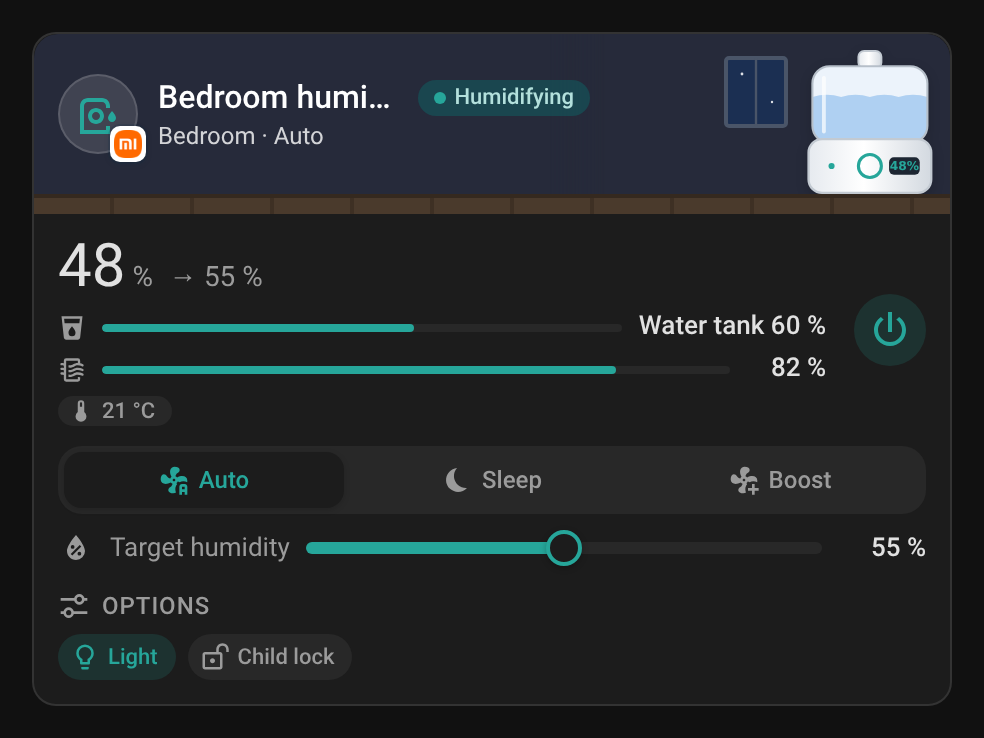 Bedroom humi...
Humidifying
Bedroom · Auto
mi
48%
48 % → 55 %
Water tank 60 %
82 %
21 °C
Auto
Sleep
Boost
Target humidity
55 %
OPTIONS
Light
Child lock